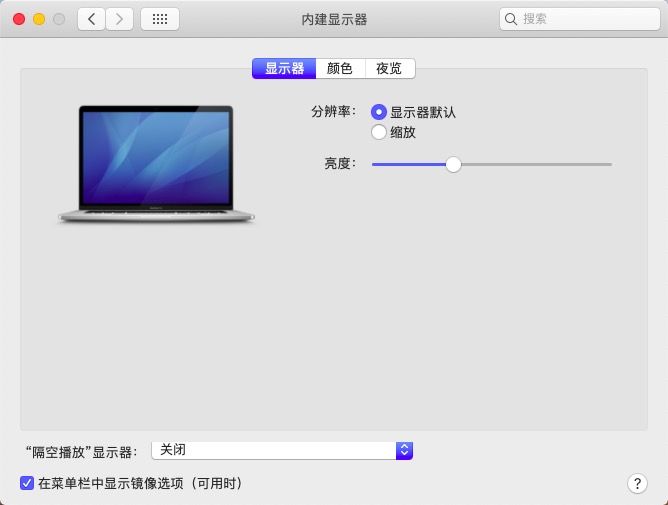 内建显示器
搜索
显示器 颜色 夜览
分辨率： 显示器默认
缩放
亮度：
“隔空播放”显示器： 关闭
在菜单栏中显示镜像选项（可用时）
?